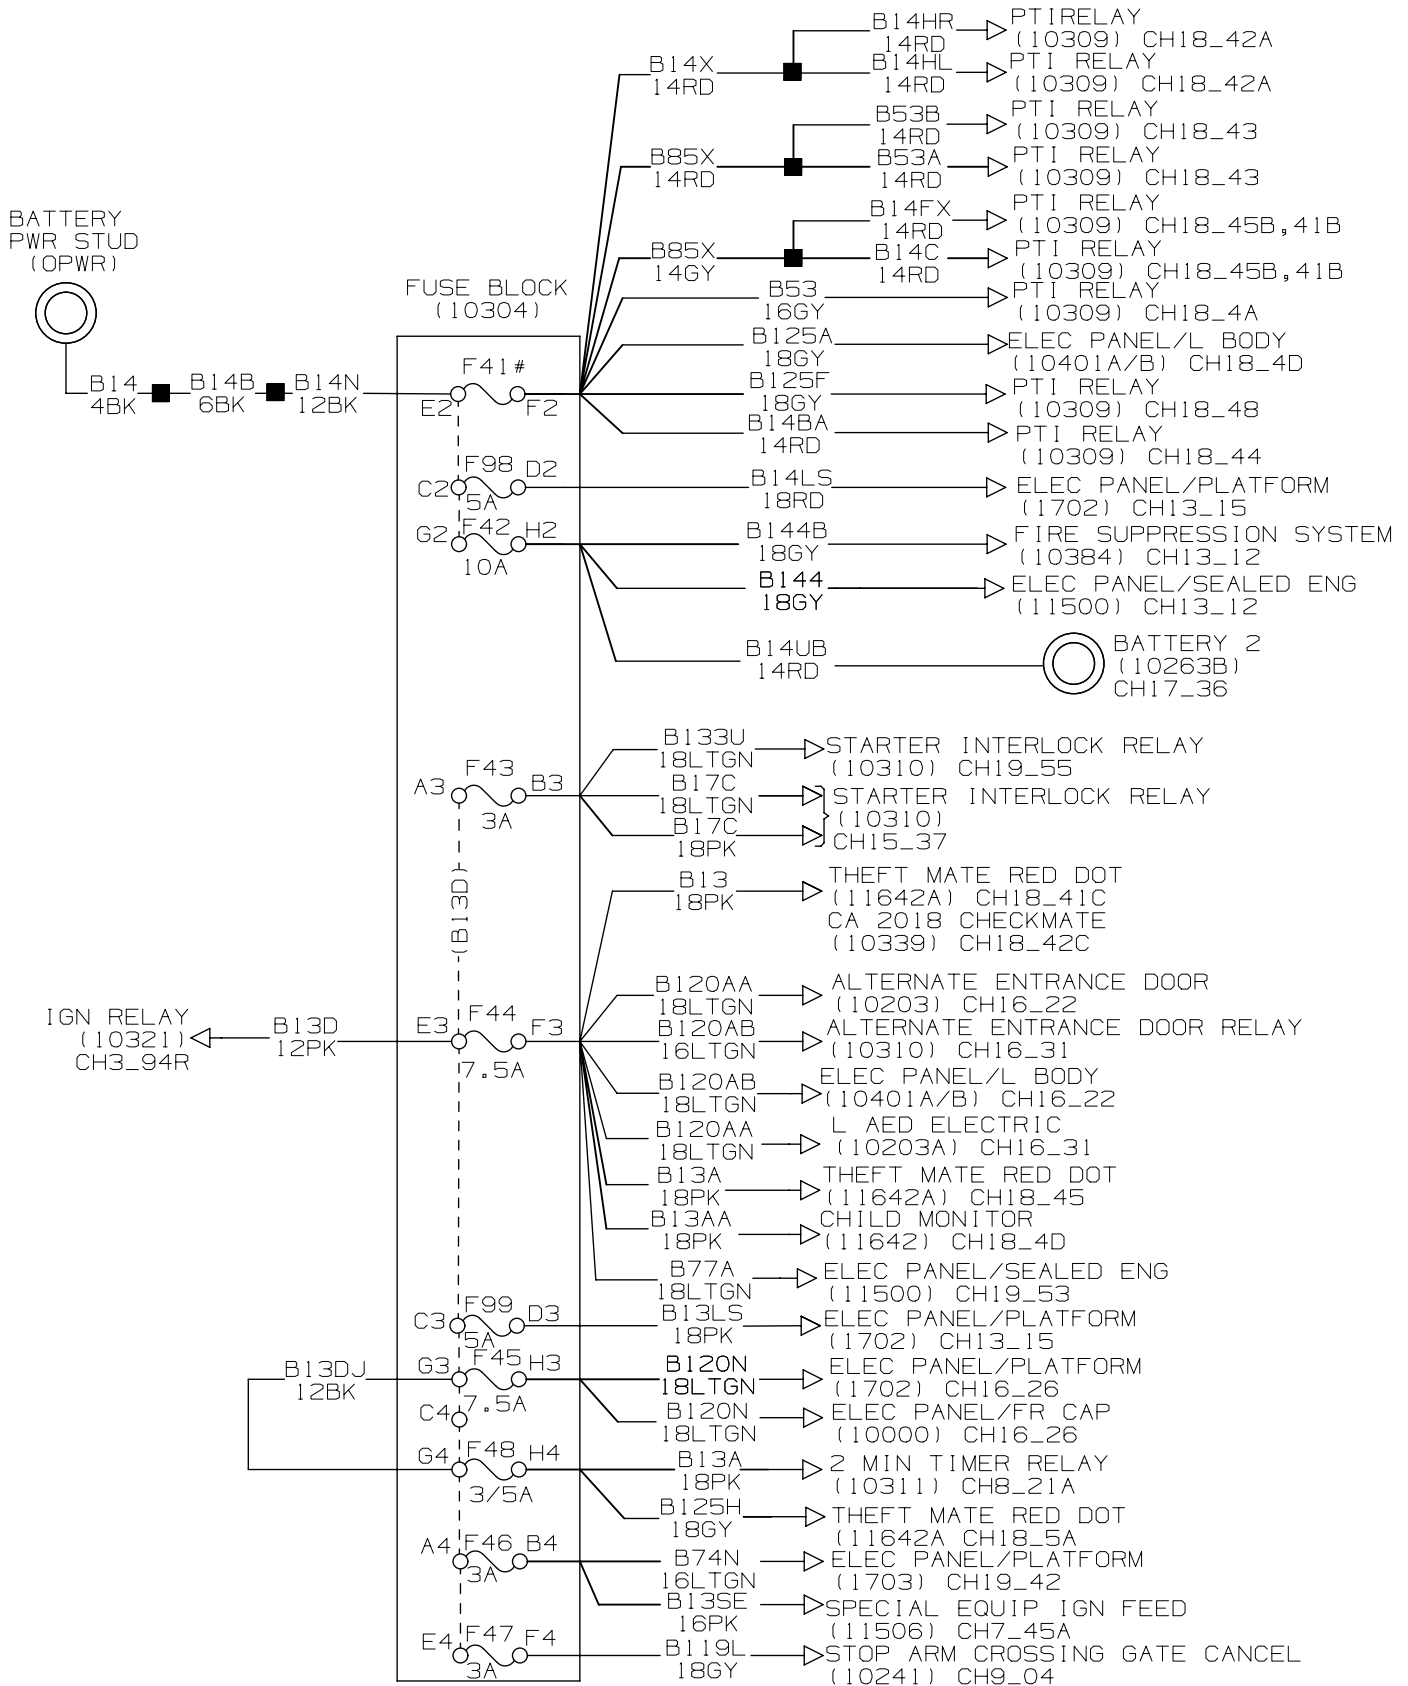 B14HR
14RD
PTIRELAY
(10309) CH18_42A
B14X
14RD
B14HL
14RD
PTI RELAY
(10309) CH18_42A
B53B
14RD
PTI RELAY
(10309) CH18_43
B85X
14RD
B53A
14RD
PTI RELAY
(10309) CH18_43
B14FX
14RD
PTI RELAY
(10309) CH18_45B,41B
B85X
14GY
B14C
14RD
PTI RELAY
(10309) CH18_45B,41B
BATTERY
PWR STUD
(OPWR)
FUSE BLOCK
(10304)
B53
16GY
PTI RELAY
(10309) CH18_4A
B125A
18GY
ELEC PANEL/L BODY
(10401A/B) CH18_4D
B14
4BK
B14B
6BK
B14N
12BK
E2
F41#
F2
B125F
18GY
PTI RELAY
(10309) CH18_48
B14BA
14RD
PTI RELAY
(10309) CH18_44
C2
F98
5A
D2
B14LS
18RD
ELEC PANEL/PLATFORM
(1702) CH13_15
G2
F42
10A
H2
B144B
18GY
FIRE SUPPRESSION SYSTEM
(10384) CH13_12
B144
18GY
ELEC PANEL/SEALED ENG
(11500) CH13_12
B14UB
14RD
BATTERY 2
(10263B)
CH17_36
B133U
18LTGN
STARTER INTERLOCK RELAY
(10310) CH19_55
A3
F43
3A
B3
B17C
18LTGN
B17C
18PK
STARTER INTERLOCK RELAY
(10310)
CH15_37
(B13D)
B13
18PK
THEFT MATE RED DOT
(11642A) CH18_41C
CA 2018 CHECKMATE
(10339) CH18_42C
B120AA
18LTGN
ALTERNATE ENTRANCE DOOR
(10203) CH16_22
IGN RELAY
(10321)
CH3_94R
B13D
12PK
E3
F44
7.5A
F3
B120AB
16LTGN
ALTERNATE ENTRANCE DOOR RELAY
(10310) CH16_31
B120AB
18LTGN
ELEC PANEL/L BODY
(10401A/B) CH16_22
B120AA
18LTGN
L AED ELECTRIC
(10203A) CH16_31
B13A
18PK
THEFT MATE RED DOT
(11642A) CH18_45
B13AA
18PK
CHILD MONITOR
(11642) CH18_4D
B77A
18LTGN
ELEC PANEL/SEALED ENG
(11500) CH19_53
C3
F99
5A
D3
B13LS
18PK
ELEC PANEL/PLATFORM
(1702) CH13_15
B13DJ
12BK
G3
F45
7.5A
H3
B120N
18LTGN
ELEC PANEL/PLATFORM
(1702) CH16_26
C4
B120N
18LTGN
ELEC PANEL/FR CAP
(10000) CH16_26
G4
F48
3/5A
H4
B13A
18PK
2 MIN TIMER RELAY
(10311) CH8_21A
B125H
18GY
THEFT MATE RED DOT
(11642A CH18_5A
A4
F46
3A
B4
B74N
16LTGN
ELEC PANEL/PLATFORM
(1703) CH19_42
B13SE
16PK
SPECIAL EQUIP IGN FEED
(11506) CH7_45A
E4
F47
3A
F4
B119L
18GY
STOP ARM CROSSING GATE CANCEL
(10241) CH9_04